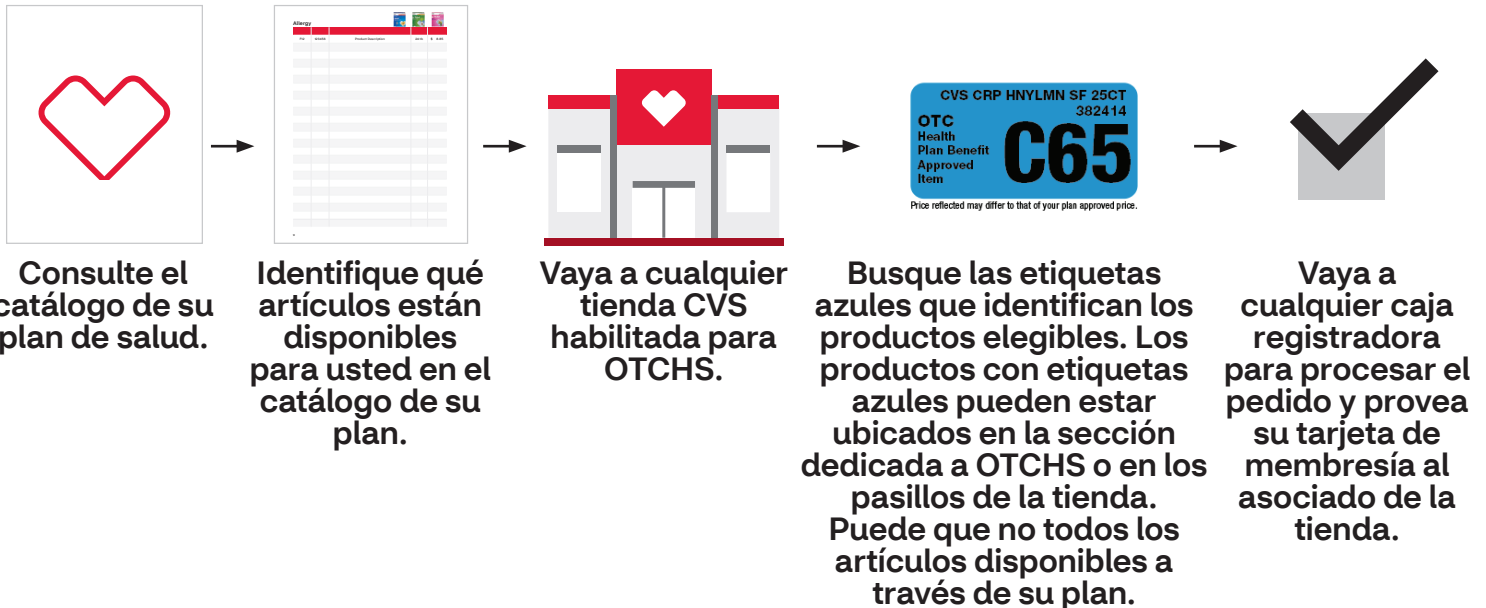 Allergy
Product Description
Consulte el
catálogo de su
plan de salud.
Identifique qué
artículos están
disponibles
para usted en el
catálogo de su
plan.
Vaya a cualquier
tienda CVS
habilitada para
OTCHS.
CVS CRP HNYLMN SF 25CT
382414
OTC
Health
Plan Benefit
Approved
Item
C65
Price reflected may differ to that of your plan approved price.
Busque las etiquetas
azules que identifican los
productos elegibles. Los
productos con etiquetas
azules pueden estar
ubicados en la sección
dedicada a OTCHS o en los
pasillos de la tienda.
Puede que no todos los
artículos disponibles a
través de su plan.
Vaya a
cualquier caja
registradora
para procesar el
pedido y provea
su tarjeta de
membresía al
asociado de la
tienda.